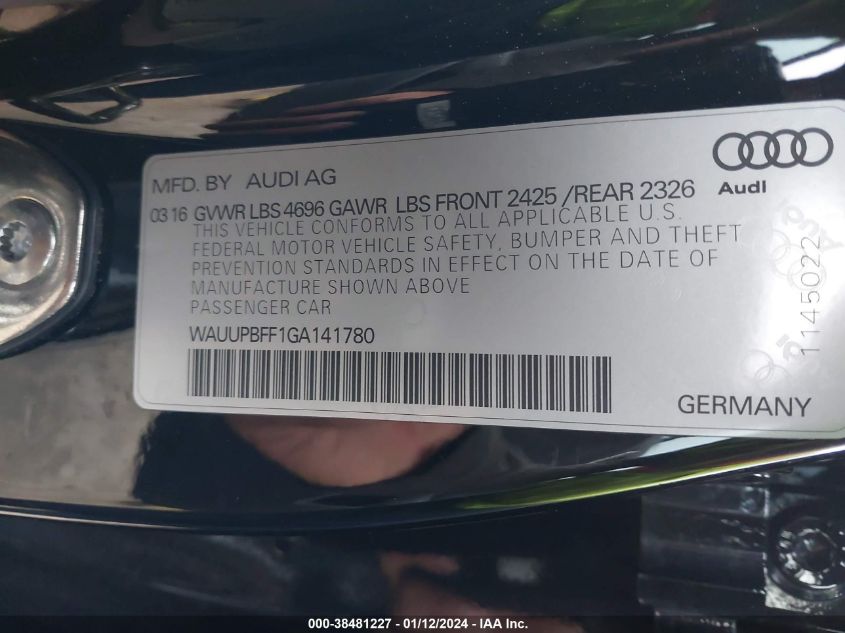 MFD. BY AUDI AG
Audi
03 16 GVWR LBS 4696 GAWR LBS FRONT 2425 /REAR 2326
THIS VEHICLE CONFORMS TO ALL APPLICABLE U.S.
FEDERAL MOTOR VEHICLE SAFETY, BUMPER AND THEFT
PREVENTION STANDARDS IN EFFECT ON THE DATE OF
MANUFACTURE SHOWN ABOVE
PASSENGER CAR
WAUUPBFF1GA141780
1145022
GERMANY
000-38481227 - 01/12/2024 - IAA Inc.